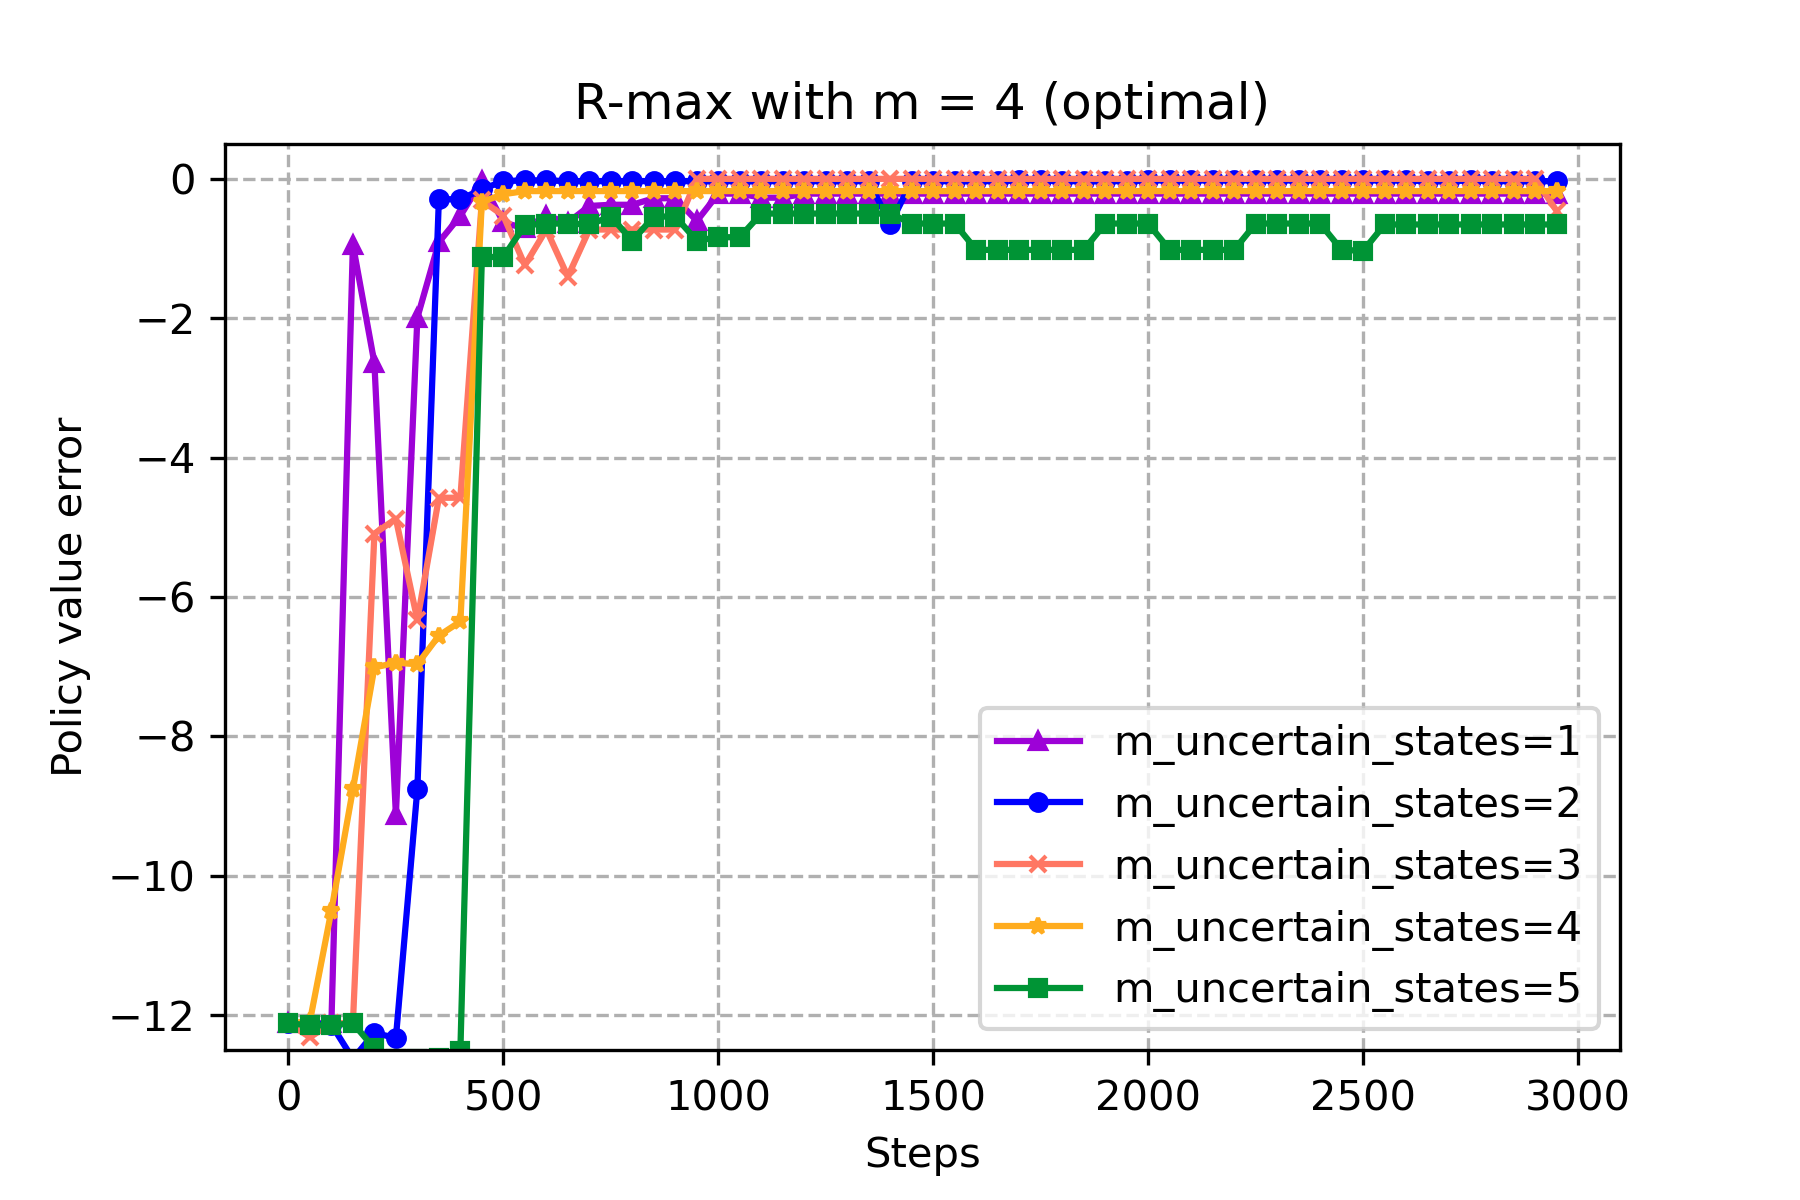 R-max with m = 4 (optimal)
Policy value error
0
−2
−4
−6
−8
−10
−12
m_uncertain_states=1
m_uncertain_states=2
m_uncertain_states=3
m_uncertain_states=4
m_uncertain_states=5
0 500 1000 1500 2000 2500 3000
Steps